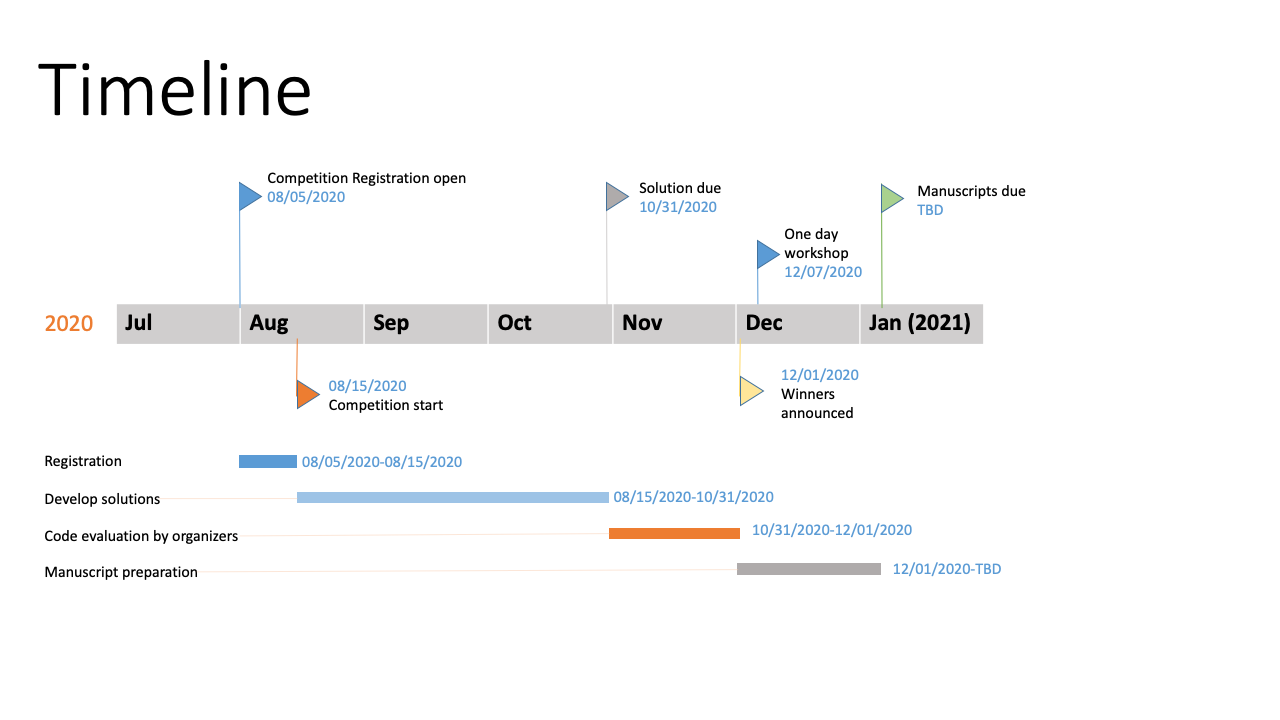 Timeline
Competition Registration open
08/05/2020
Solution due
10/31/2020
Manuscripts due
TBD
One day
workshop
12/07/2020
2020 Jul Aug Sep Oct Nov Dec Jan (2021)
08/15/2020
Competition start
12/01/2020
Winners
announced
Registration 08/05/2020-08/15/2020
Develop solutions 08/15/2020-10/31/2020
Code evaluation by organizers 10/31/2020-12/01/2020
Manuscript preparation 12/01/2020-TBD